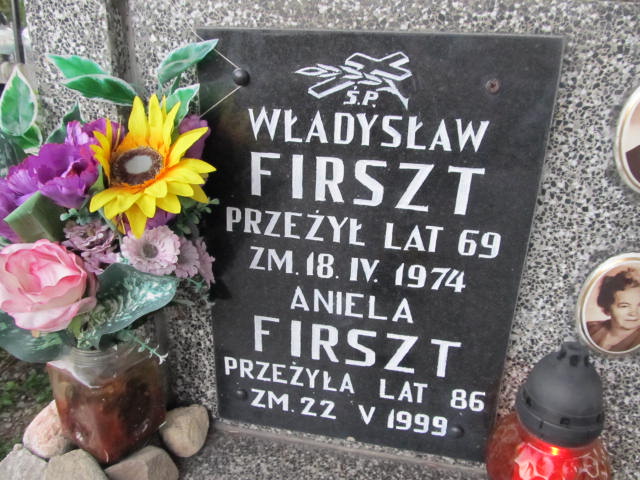 Ś.P.
WŁADYSŁAW
FIRSZT
PRZEŻYŁ LAT 69
ZM. 18. IV. 1974
ANIELA
FIRSZT
PRZEŻYŁA LAT 86
ZM. 22 V 1999